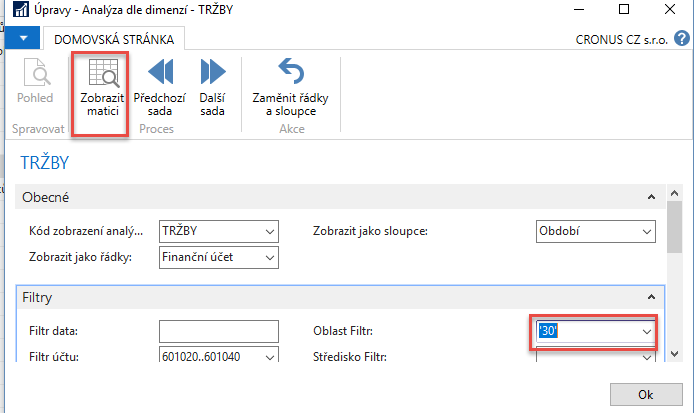 Úpravy - Analýza dle dimenzí - TRŽBY
DOMOVSKÁ STRÁNKA
CRONUS CZ s.r.o.
Pohled
Zobrazit matici
Předchozí sada
Další sada
Zaměnit řádky a sloupce
Spravovat
Proces
Akce
TRŽBY
Obecné
Kód zobrazení analý...
TRŽBY
Zobrazit jako sloupce:
Období
Zobrazit jako řádky:
Finanční účet
Filtry
Filtr data:
Oblast Filtr:
'30'
Filtr účtu:
601020..601040
Středisko Filtr:
Ok